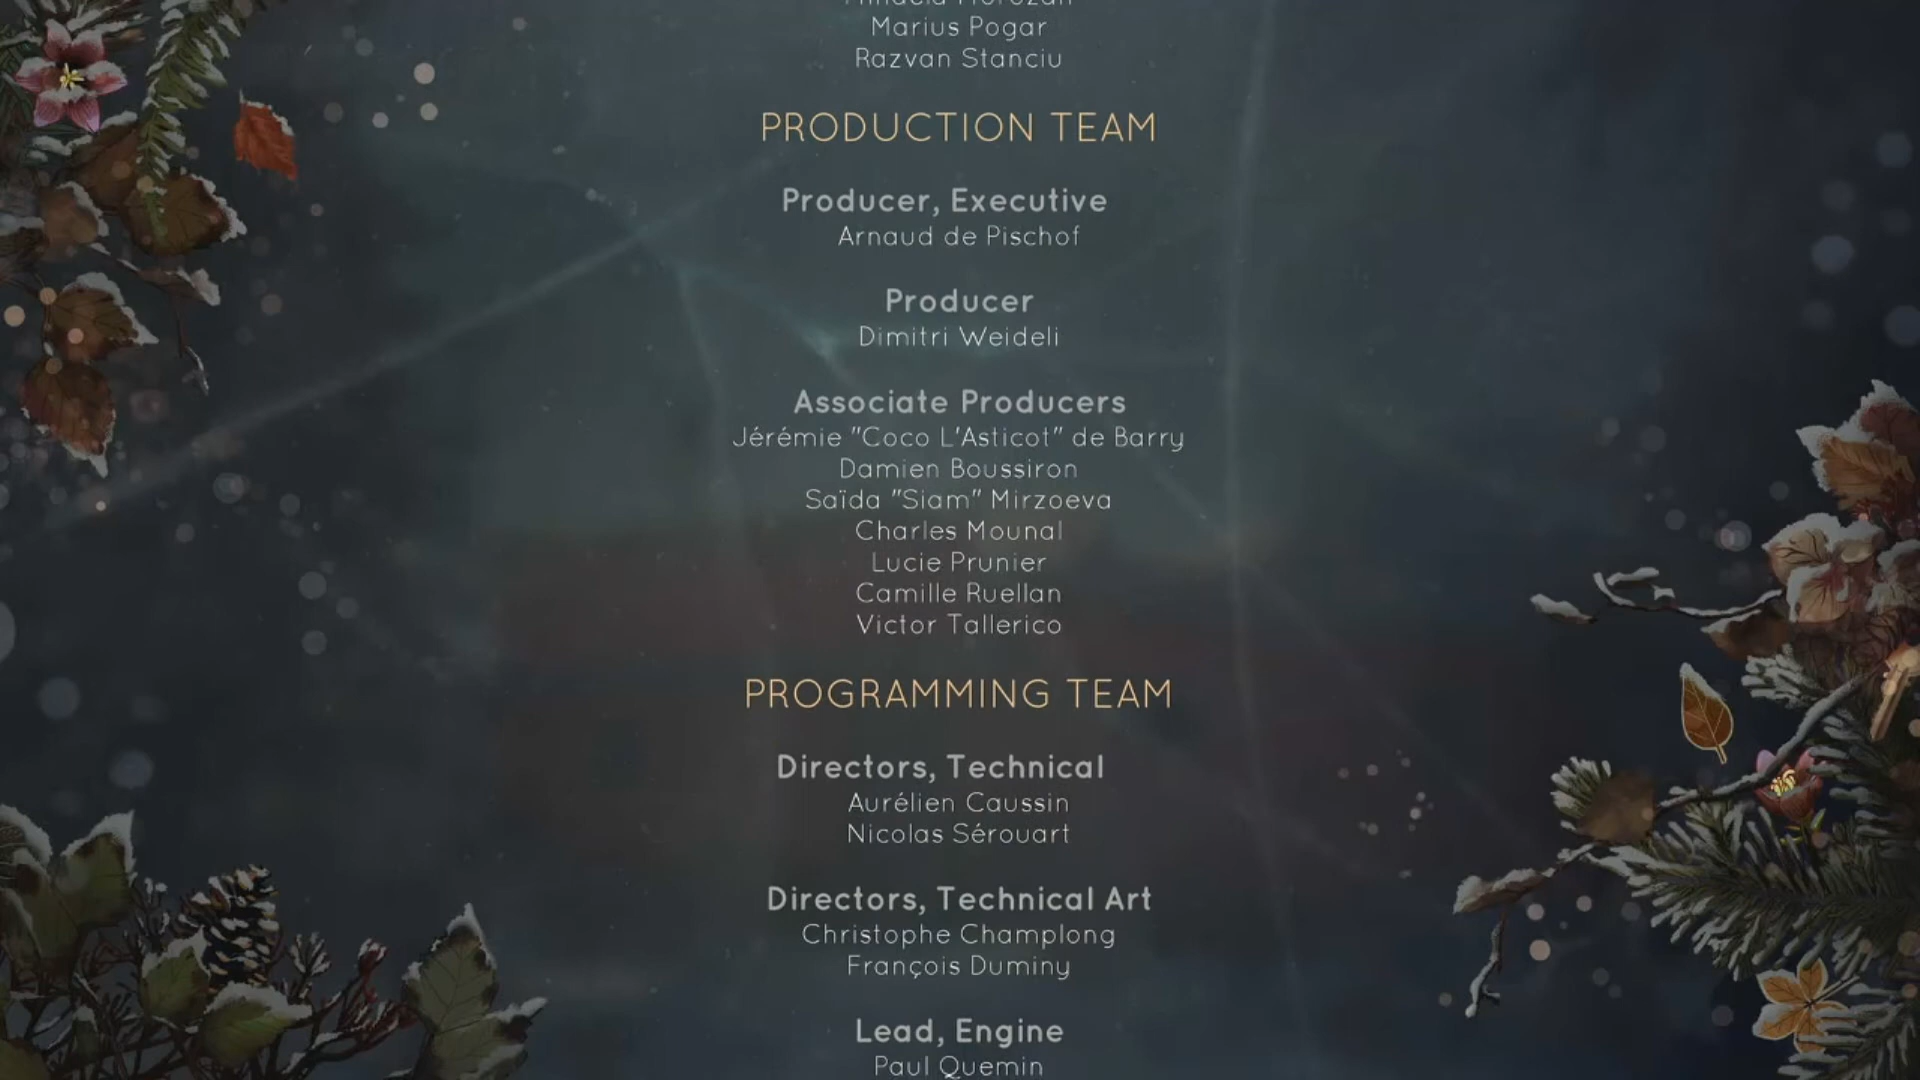 Marius Pogar
Razvan Stanciu
PRODUCTION TEAM
Producer, Executive
Arnaud de Pischof
Producer
Dimitri Weideli
Associate Producers
Jérémie "Coco L'Asticot" de Barry
Damien Boussiron
Saïda "Siam" Mirzoeva
Charles Mounal
Lucie Prunier
Camille Ruellan
Victor Tallerico
PROGRAMMING TEAM
Directors, Technical
Aurélien Caussin
Nicolas Sérouart
Directors, Technical Art
Christophe Champlong
François Duminy
Lead, Engine
Paul Quemin